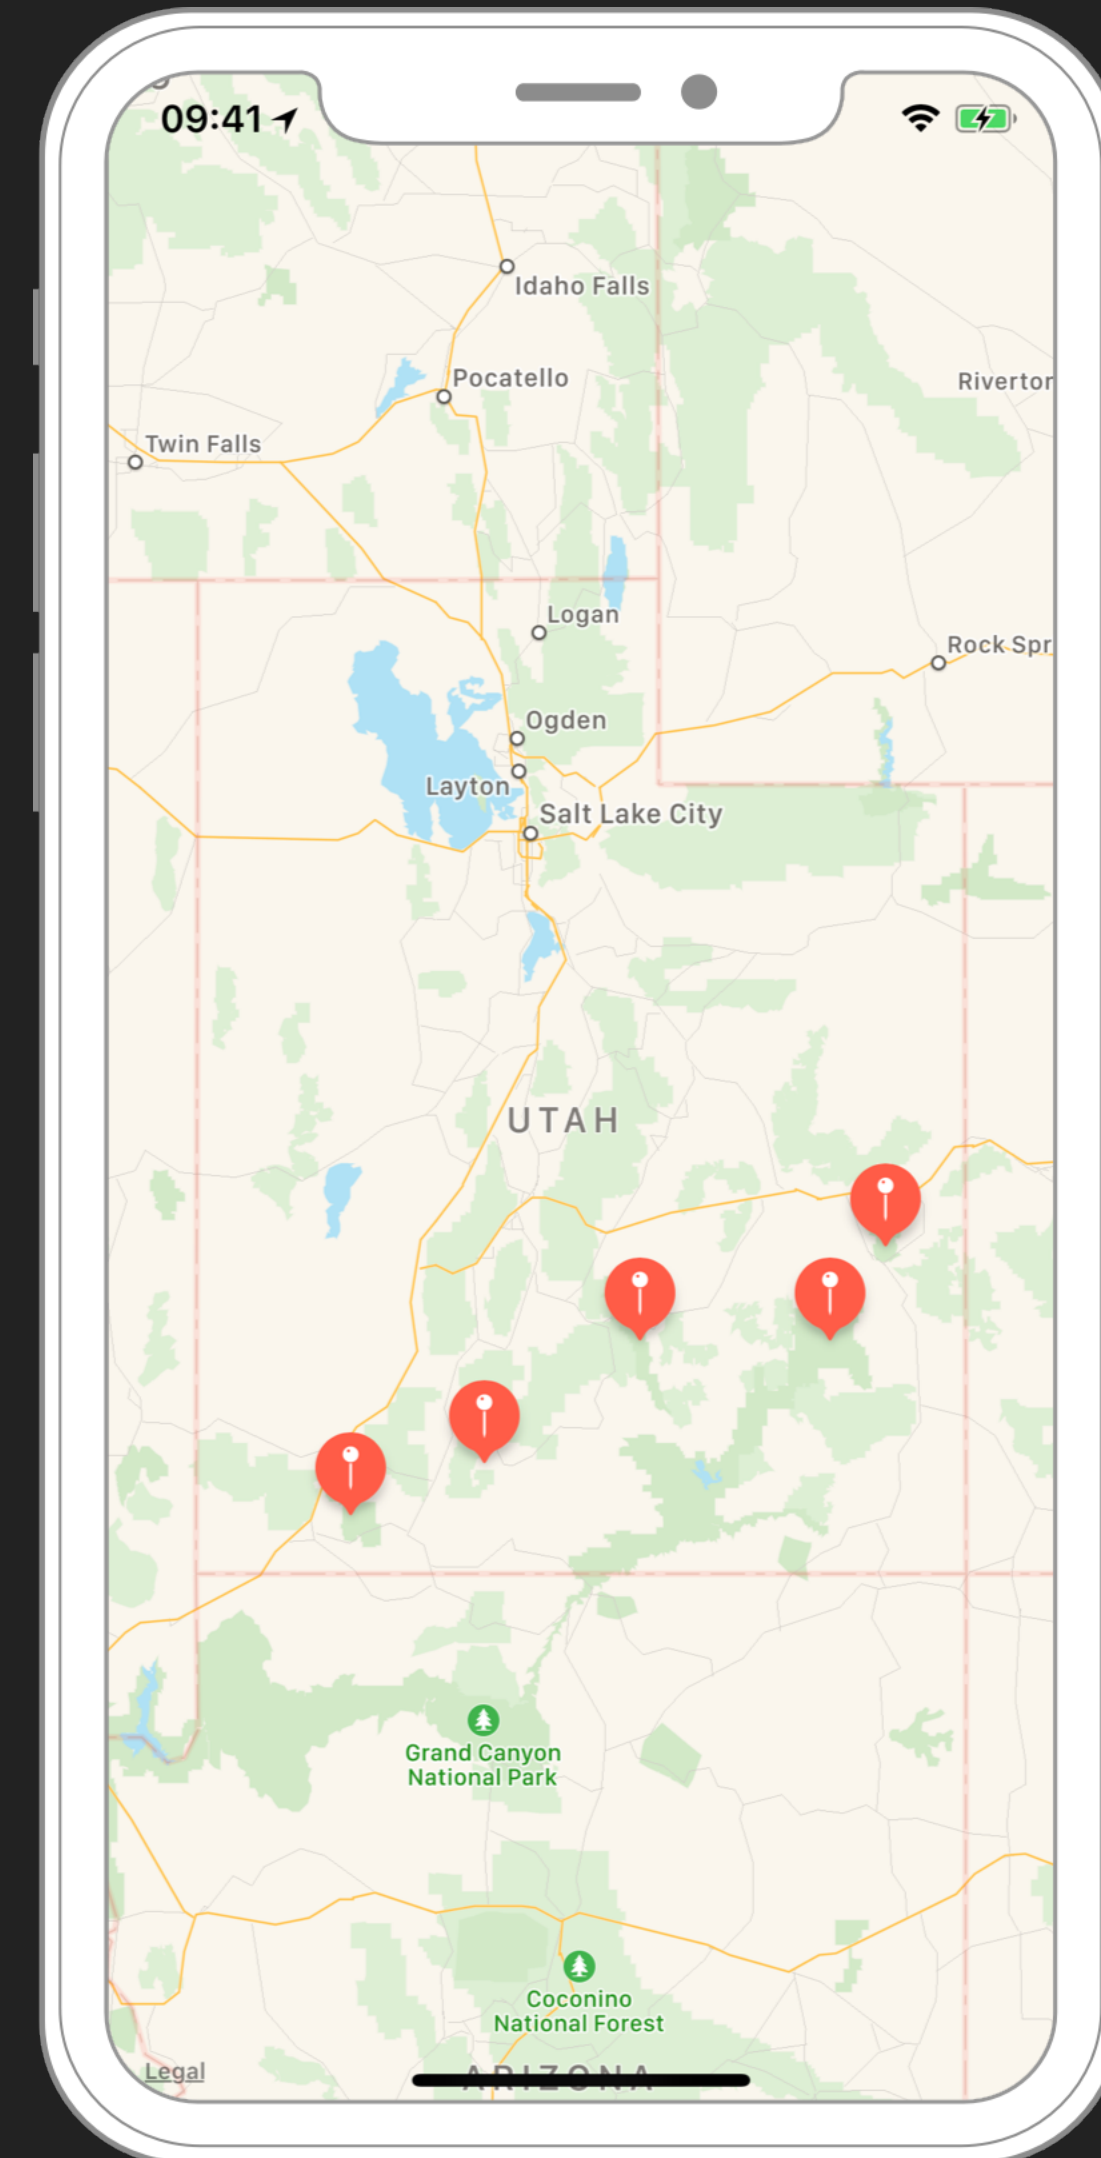 09:41
Idaho Falls
Pocatello
Riverton
Twin Falls
Logan
Rock Spr
Ogden
Layton
Salt Lake City
UTAH
Grand Canyon
National Park
Coconino
National Forest
Legal
ARIZONA